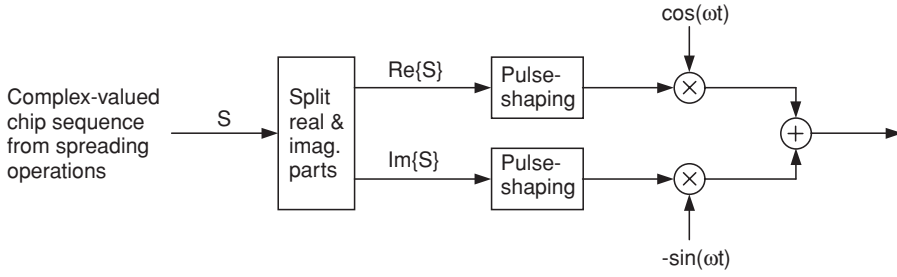 cos(ωt)
Complex-valued
chip sequence
from spreading
operations
S
Split
real &
imag.
parts
Re{S}
Pulse-
shaping
Im{S}
Pulse-
shaping
-sin(ωt)